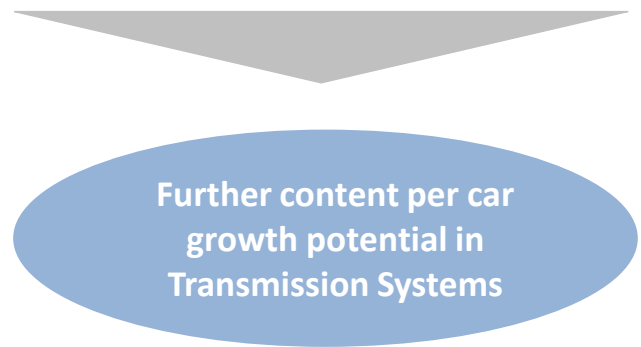 Further content per car
growth potential in
Transmission Systems